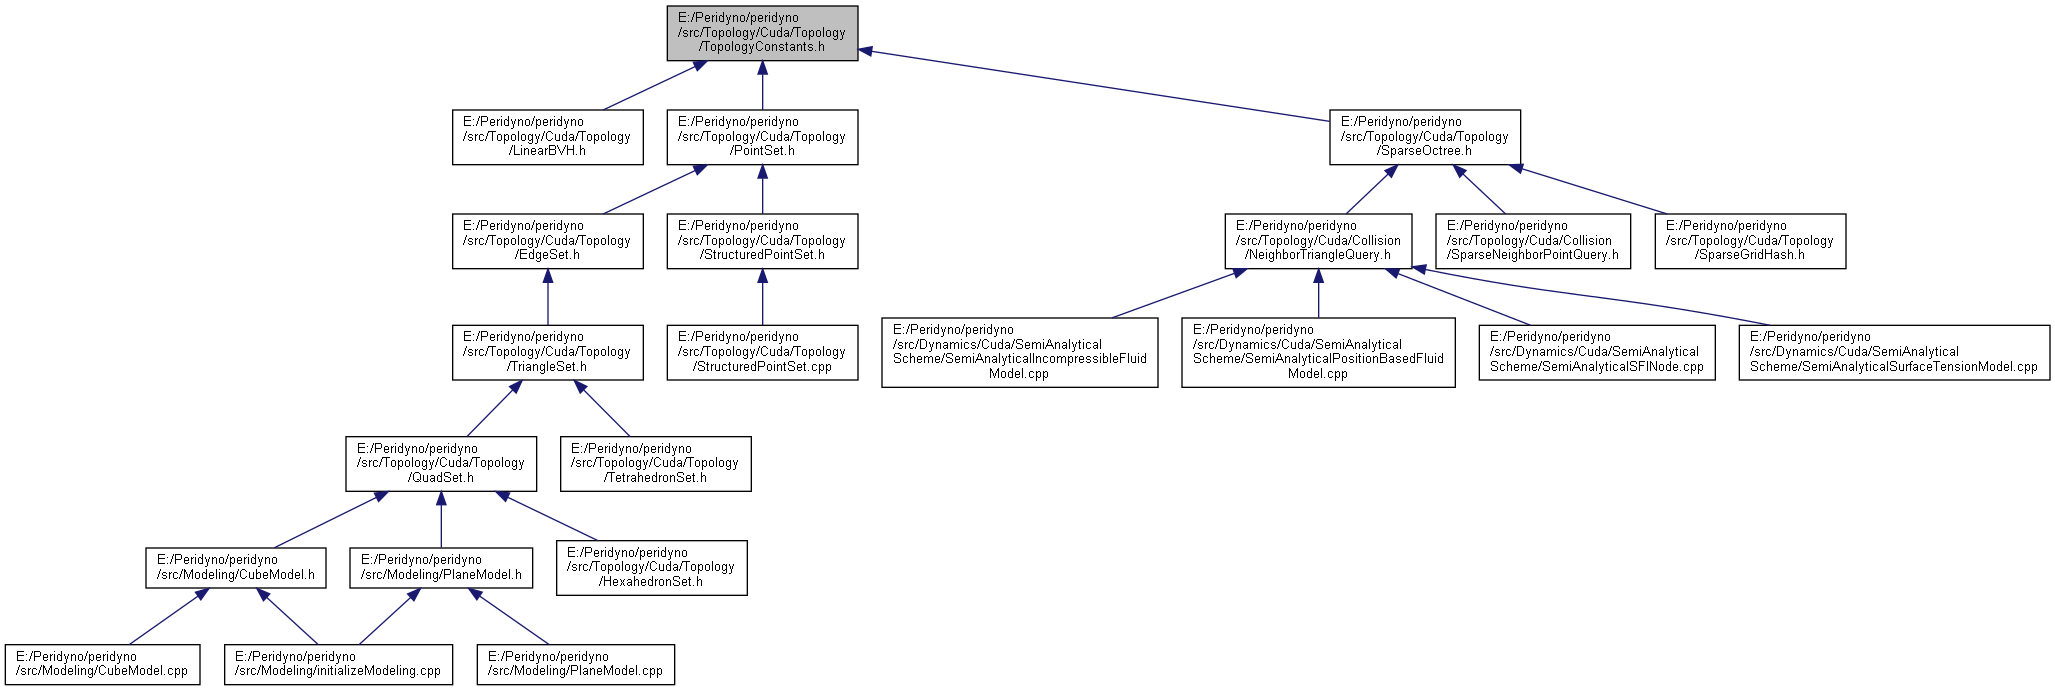 E:/Peridyno/peridyno
/src/Topology/Cuda/Topology
/TopologyConstants.h
E:/Peridyno/peridyno
/src/Topology/Cuda/Topology
/LinearBVH.h
E:/Peridyno/peridyno
/src/Topology/Cuda/Topology
/PointSet.h
E:/Peridyno/peridyno
/src/Topology/Cuda/Topology
/SparseOctree.h
E:/Peridyno/peridyno
/src/Topology/Cuda/Topology
/EdgeSet.h
E:/Peridyno/peridyno
/src/Topology/Cuda/Topology
/StructuredPointSet.h
E:/Peridyno/peridyno
/src/Topology/Cuda/Collision
/NeighborTriangleQuery.h
E:/Peridyno/peridyno
/src/Topology/Cuda/Collision
/SparseNeighborPointQuery.h
E:/Peridyno/peridyno
/src/Topology/Cuda/Topology
/SparseGridHash.h
E:/Peridyno/peridyno
/src/Topology/Cuda/Topology
/TriangleSet.h
E:/Peridyno/peridyno
/src/Topology/Cuda/Topology
/StructuredPointSet.cpp
E:/Peridyno/peridyno
/src/Dynamics/Cuda/SemiAnalytical
Scheme/SemiAnalyticalIncompressibleFluid
Model.cpp
E:/Peridyno/peridyno
/src/Dynamics/Cuda/SemiAnalytical
Scheme/SemiAnalyticalPositionBasedFluid
Model.cpp
E:/Peridyno/peridyno
/src/Dynamics/Cuda/SemiAnalytical
Scheme/SemiAnalyticalSFINode.cpp
E:/Peridyno/peridyno
/src/Dynamics/Cuda/SemiAnalytical
Scheme/SemiAnalyticalSurfaceTensionModel.cpp
E:/Peridyno/peridyno
/src/Topology/Cuda/Topology
/QuadSet.h
E:/Peridyno/peridyno
/src/Topology/Cuda/Topology
/TetrahedronSet.h
E:/Peridyno/peridyno
/src/Modeling/CubeModel.h
E:/Peridyno/peridyno
/src/Modeling/PlaneModel.h
E:/Peridyno/peridyno
/src/Topology/Cuda/Topology
/HexahedronSet.h
E:/Peridyno/peridyno
/src/Modeling/CubeModel.cpp
E:/Peridyno/peridyno
/src/Modeling/initializeModeling.cpp
E:/Peridyno/peridyno
/src/Modeling/PlaneModel.cpp